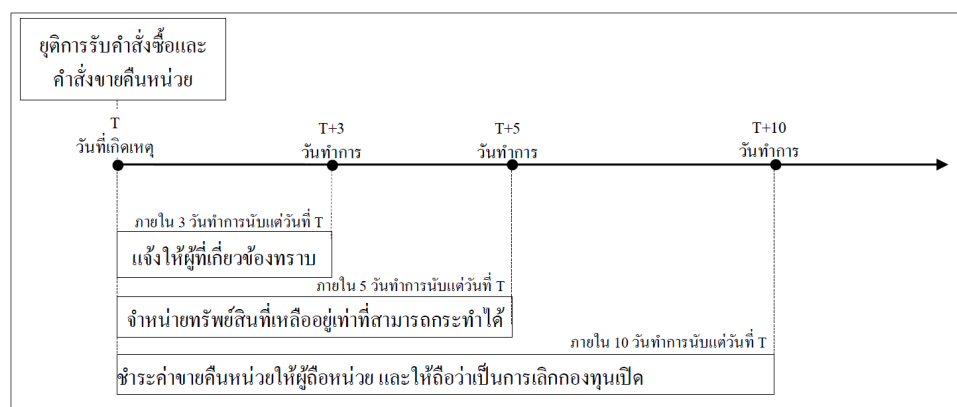 ยุติการรับคำสั่งซื้อและ
คำสั่งขายคืนหน่วย
T
วันที่เกิดเหตุ
T+3
วันทำการ
T+5
วันทำการ
T+10
วันทำการ
ภายใน 3 วันทำการนับแต่วันที่ T
แจ้งให้ผู้ที่เกี่ยวข้องทราบ
ภายใน 5 วันทำการนับแต่วันที่ T
จำหน่ายทรัพย์สินที่เหลืออยู่เท่าที่สามารถกระทำได้
ภายใน 10 วันทำการนับแต่วันที่ T
ชำระค่าขายคืนหน่วยให้ผู้ถือหน่วย และให้ถือว่าเป็นการเลิกกองทุนเปิด